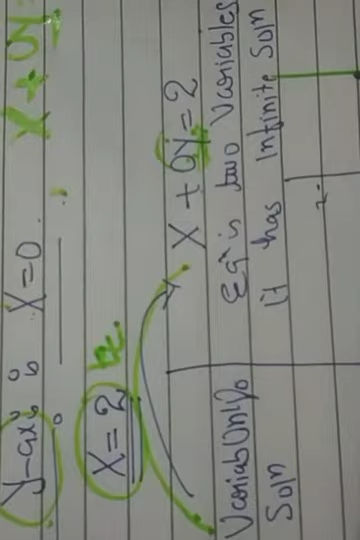 y-axis : X=0 X + 0y =
X = 2
X + 0y = 2
Variable Only Eqn is two Variables
Soln It has Infinite Soln